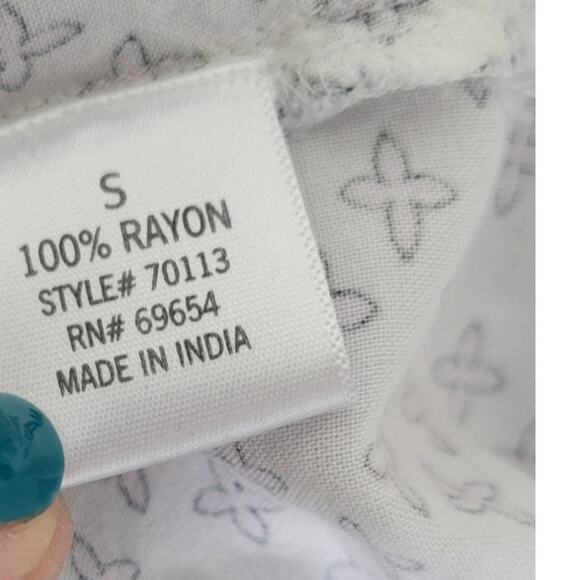 S
100% RAYON
STYLE# 70113
RN# 69654
MADE IN INDIA